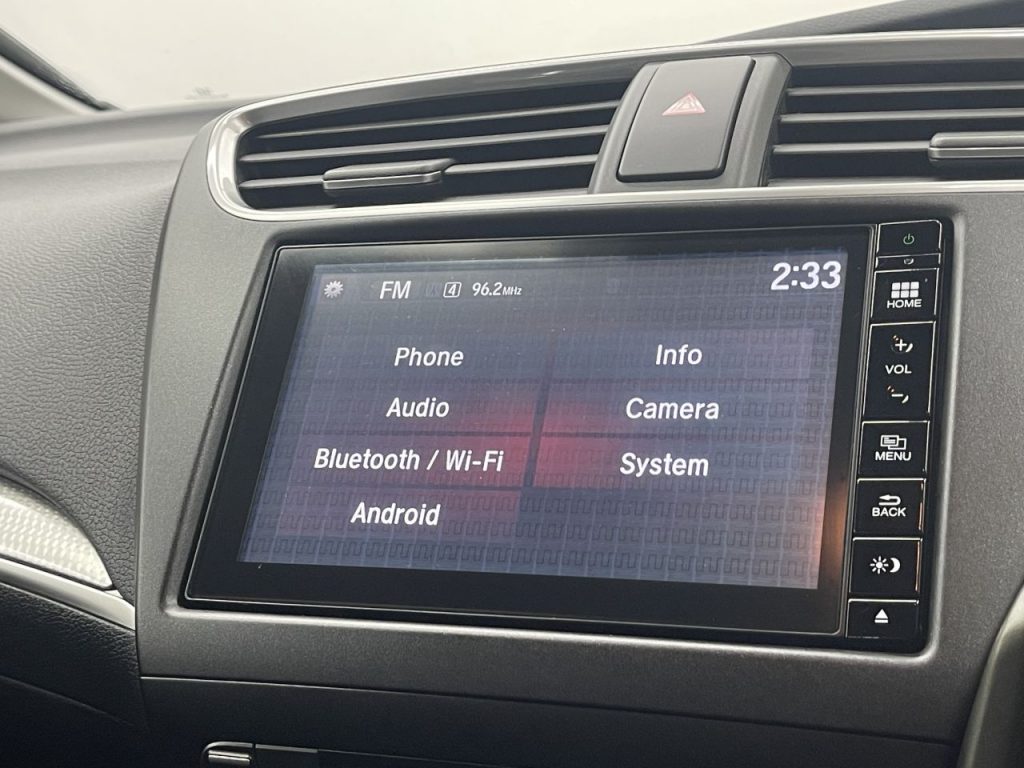 FM 4 96.2MHz 2:33
Phone
Info
Audio
Camera
Bluetooth / Wi-Fi
System
Android
HOME
+
VOL
−
MENU
BACK